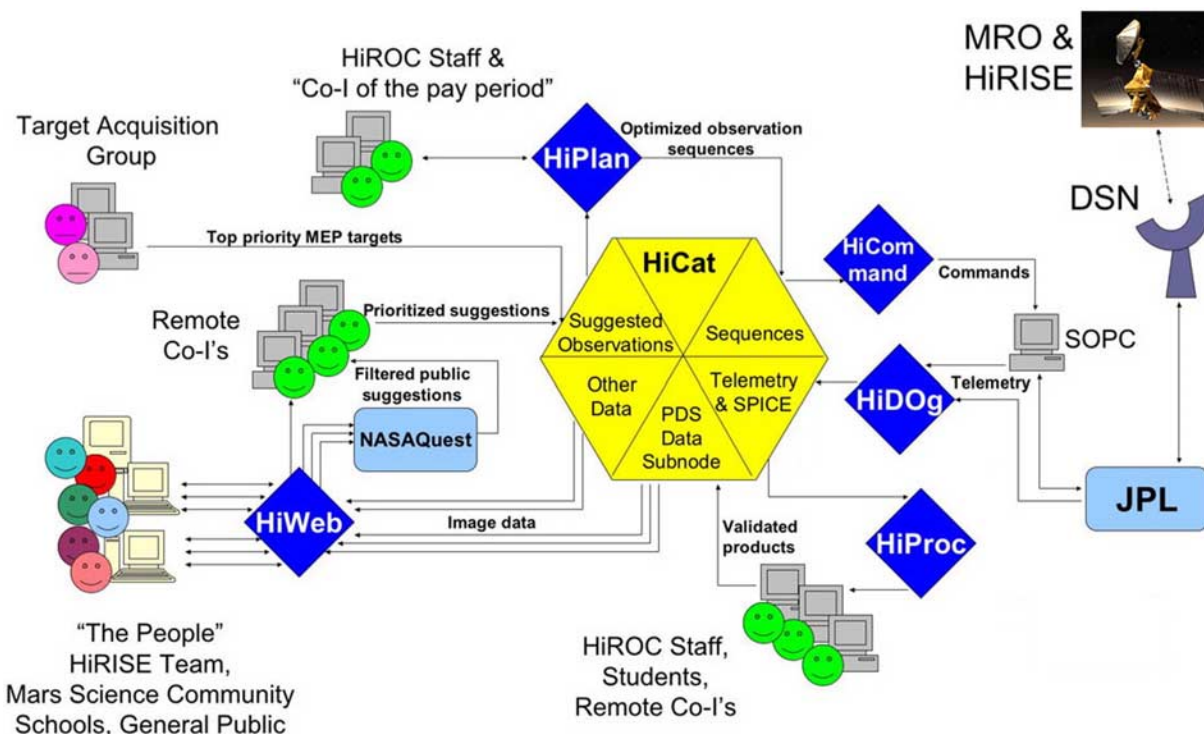 MRO &
HiRISE
HiROC Staff &
“Co-I of the pay period”
Target Acquisition
Group
HiPlan
Optimized observation
sequences
DSN
Top priority MEP targets
HiCat
HiCom
mand
Commands
Remote
Co-I’s
Prioritized suggestions
Suggested
Observations
Sequences
SOPC
Filtered public
suggestions
Other
Data
Telemetry
& SPICE
HiDOg
Telemetry
NASAQuest
PDS
Data
Subnode
JPL
HiWeb
Image data
Validated
products
HiProc
“The People”
HiRISE Team,
Mars Science Community
Schools, General Public
HiROC Staff,
Students,
Remote Co-I’s